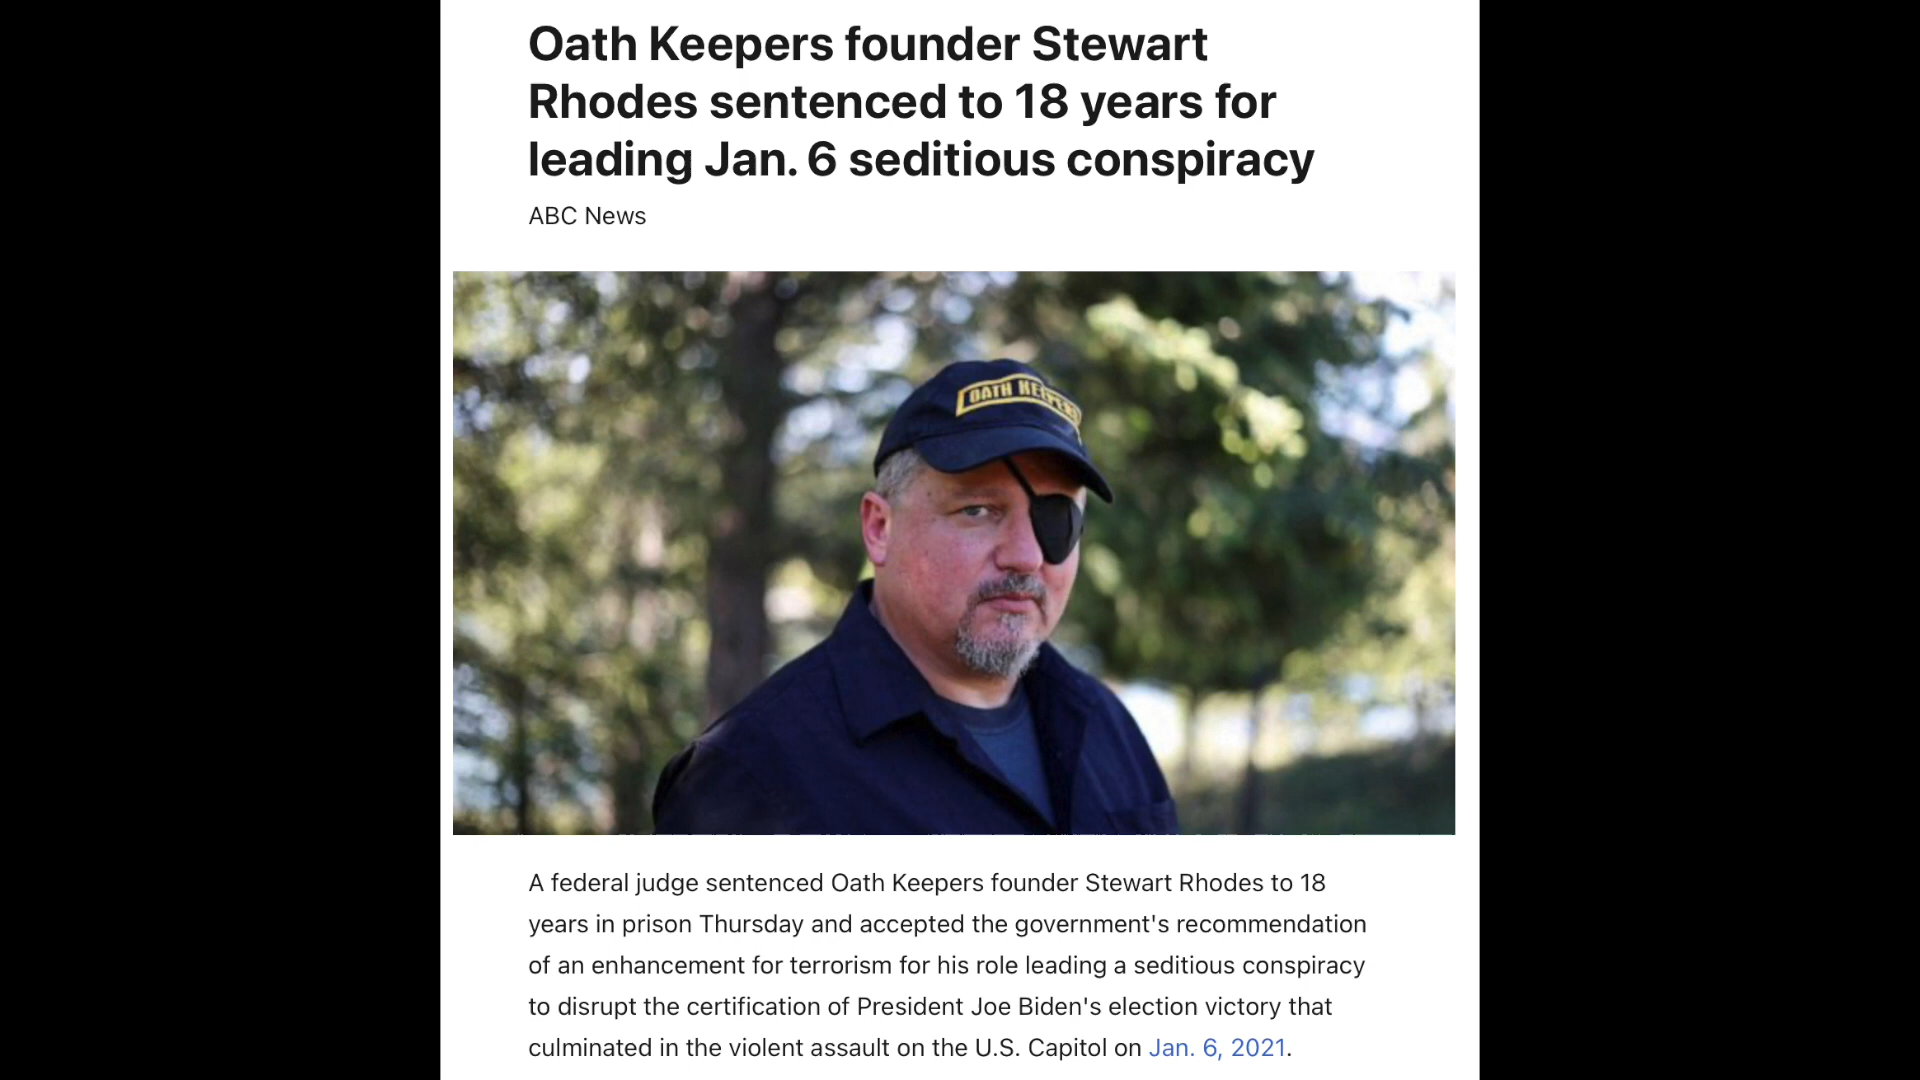 Oath Keepers founder Stewart
Rhodes sentenced to 18 years for
leading Jan. 6 seditious conspiracy
ABC News
OATH KEEPERS
A federal judge sentenced Oath Keepers founder Stewart Rhodes to 18
years in prison Thursday and accepted the government's recommendation
of an enhancement for terrorism for his role leading a seditious conspiracy
to disrupt the certification of President Joe Biden's election victory that
culminated in the violent assault on the U.S. Capitol on Jan. 6, 2021.